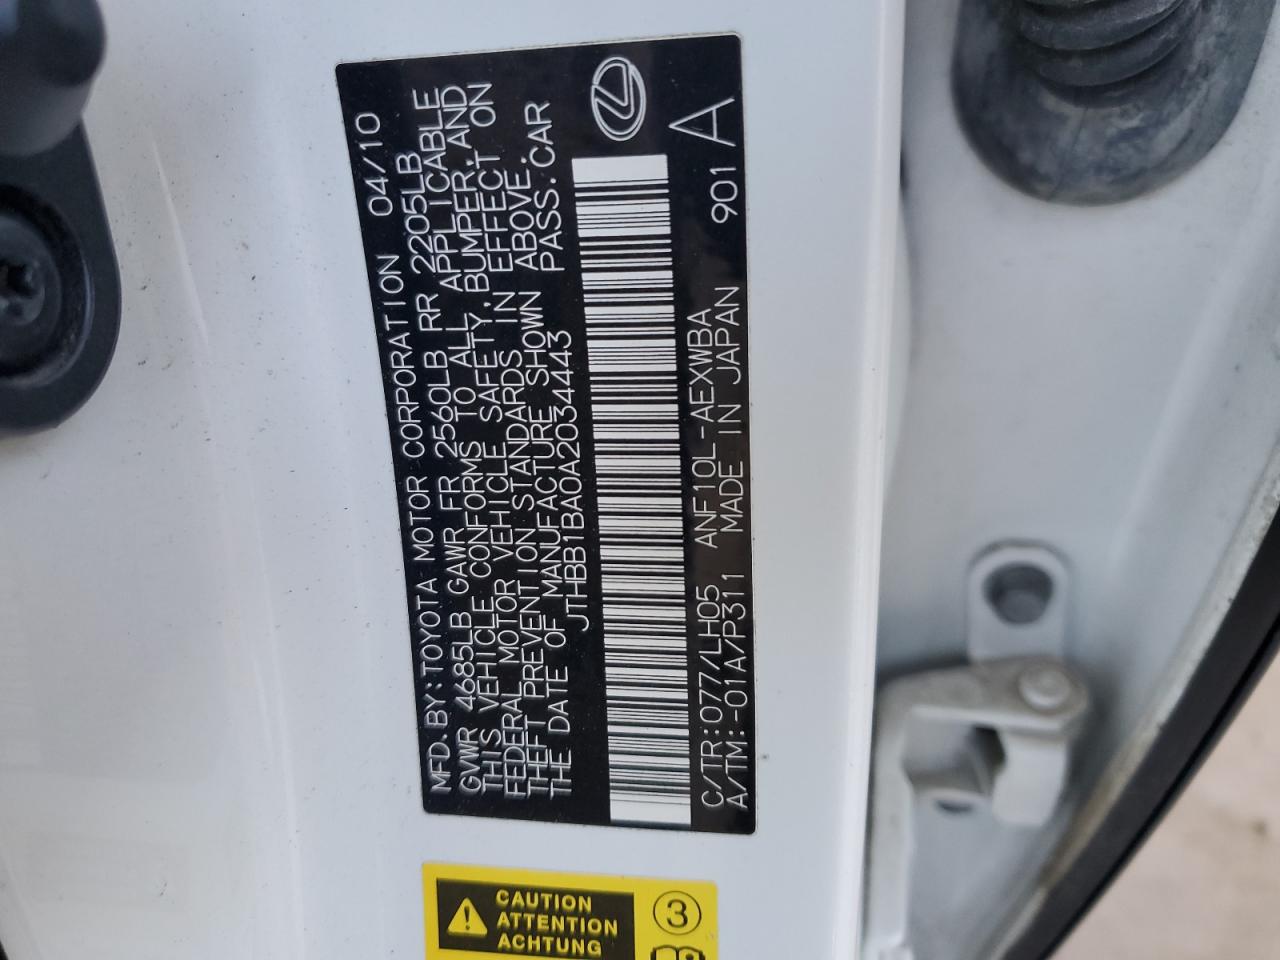 MFD.BY:TOYOTA MOTOR CORPORATION 04/10
GVWR 4685LB GAWR FR 2560LB RR 2205LB
THIS VEHICLE CONFORMS TO ALL APPLICABLE
FEDERAL MOTOR VEHICLE SAFETY,BUMPER,AND
THEFT PREVENTION STANDARDS IN EFFECT ON
THE DATE OF MANUFACTURE SHOWN ABOVE.
JTHBB1BA0A2034443 PASS.CAR
C/TR:077/LH05 ANF10L-AEXWBA 901 A
A/TM:-01A/P311 MADE IN JAPAN
CAUTION
ATTENTION
ACHTUNG
3